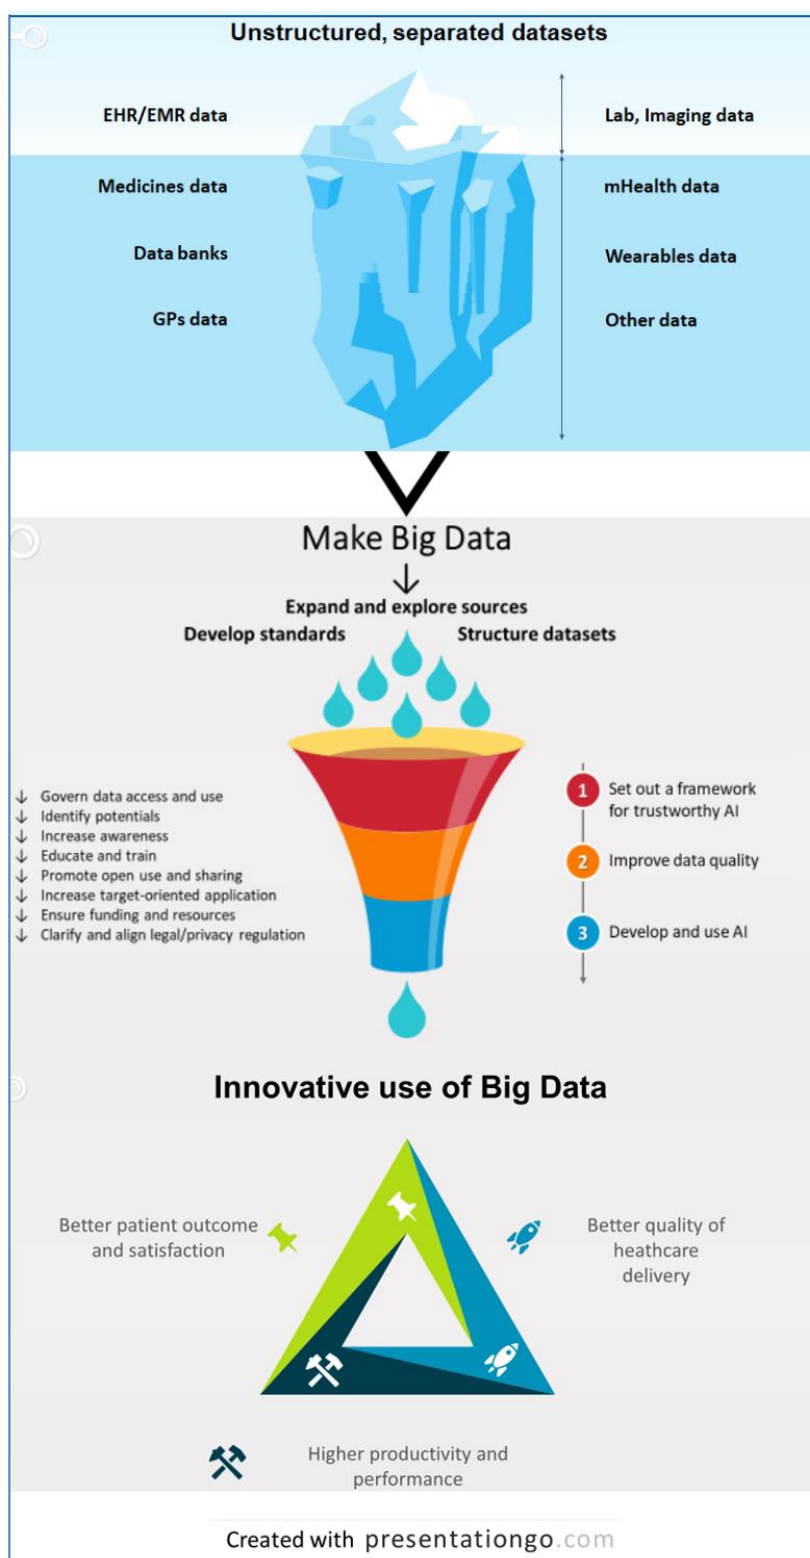 Unstructured, separated datasets
EHR/EMR data
Lab, Imaging data
Medicines data
mHealth data
Data banks
Wearables data
GPs data
Other data
Make Big Data
↓
Expand and explore sources
Develop standards
Structure datasets
↓ Govern data access and use
↓ Identify potentials
↓ Increase awareness
↓ Educate and train
↓ Promote open use and sharing
↓ Increase target-oriented application
↓ Ensure funding and resources
↓ Clarify and align legal/privacy regulation
1 Set out a framework
for trustworthy AI
2 Improve data quality
3 Develop and use AI
Innovative use of Big Data
Better patient outcome
and satisfaction
Better quality of
heathcare
delivery
Higher productivity and
performance
Created with presentationgo.com